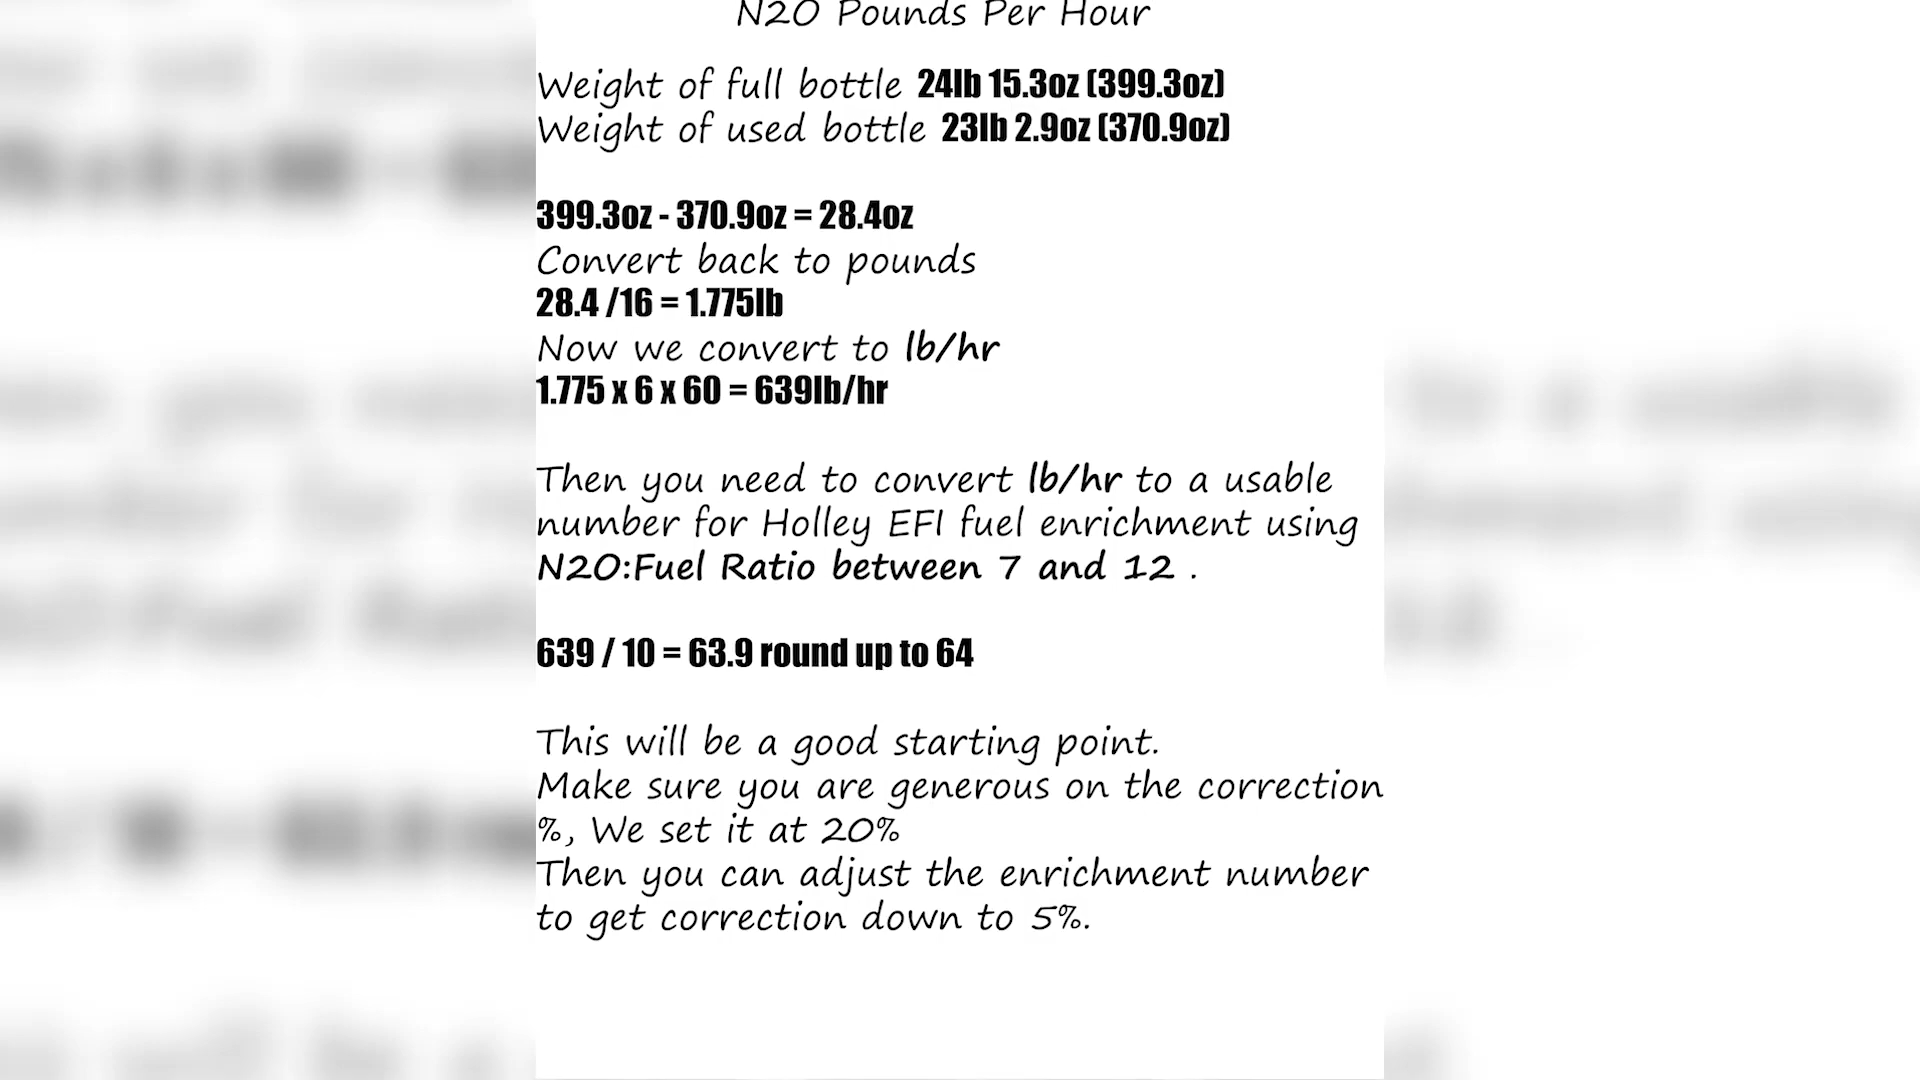 N2O Pounds Per Hour
Weight of full bottle 24lb 15.3oz (399.3oz)
Weight of used bottle 23lb 2.9oz (370.9oz)
399.3oz - 370.9oz = 28.4oz
Convert back to pounds
28.4 /16 = 1.775lb
Now we convert to lb/hr
1.775 x 6 x 60 = 639lb/hr
Then you need to convert lb/hr to a usable
number for Holley EFI fuel enrichment using
N2O:Fuel Ratio between 7 and 12 .
639 / 10 = 63.9 round up to 64
This will be a good starting point.
Make sure you are generous on the correction
%, We set it at 20%
Then you can adjust the enrichment number
to get correction down to 5%.